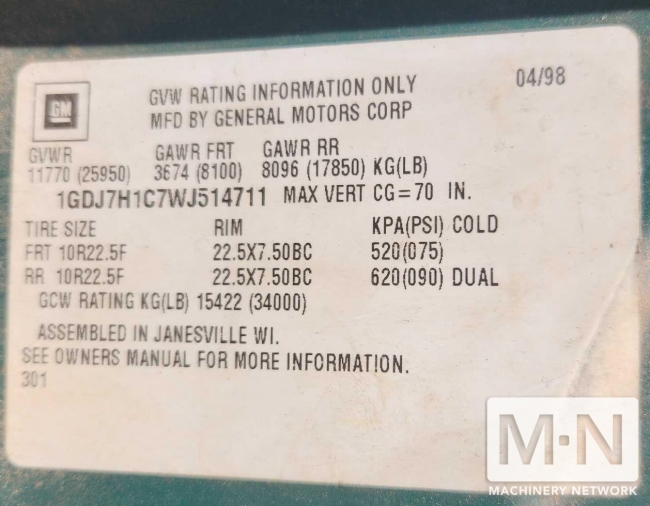 GM
GVW RATING INFORMATION ONLY 04/98
MFD BY GENERAL MOTORS CORP
GVWR GAWR FRT GAWR RR
11770 (25950) 3674 (8100) 8096 (17850) KG(LB)
1GDJ7H1C7WJ514711 MAX VERT CG=70 IN.
TIRE SIZE RIM KPA(PSI) COLD
FRT 10R22.5F 22.5X7.50BC 520(075)
RR 10R22.5F 22.5X7.50BC 620(090) DUAL
GCW RATING KG(LB) 15422 (34000)
ASSEMBLED IN JANESVILLE WI.
SEE OWNERS MANUAL FOR MORE INFORMATION.
301
M·N
MACHINERY NETWORK